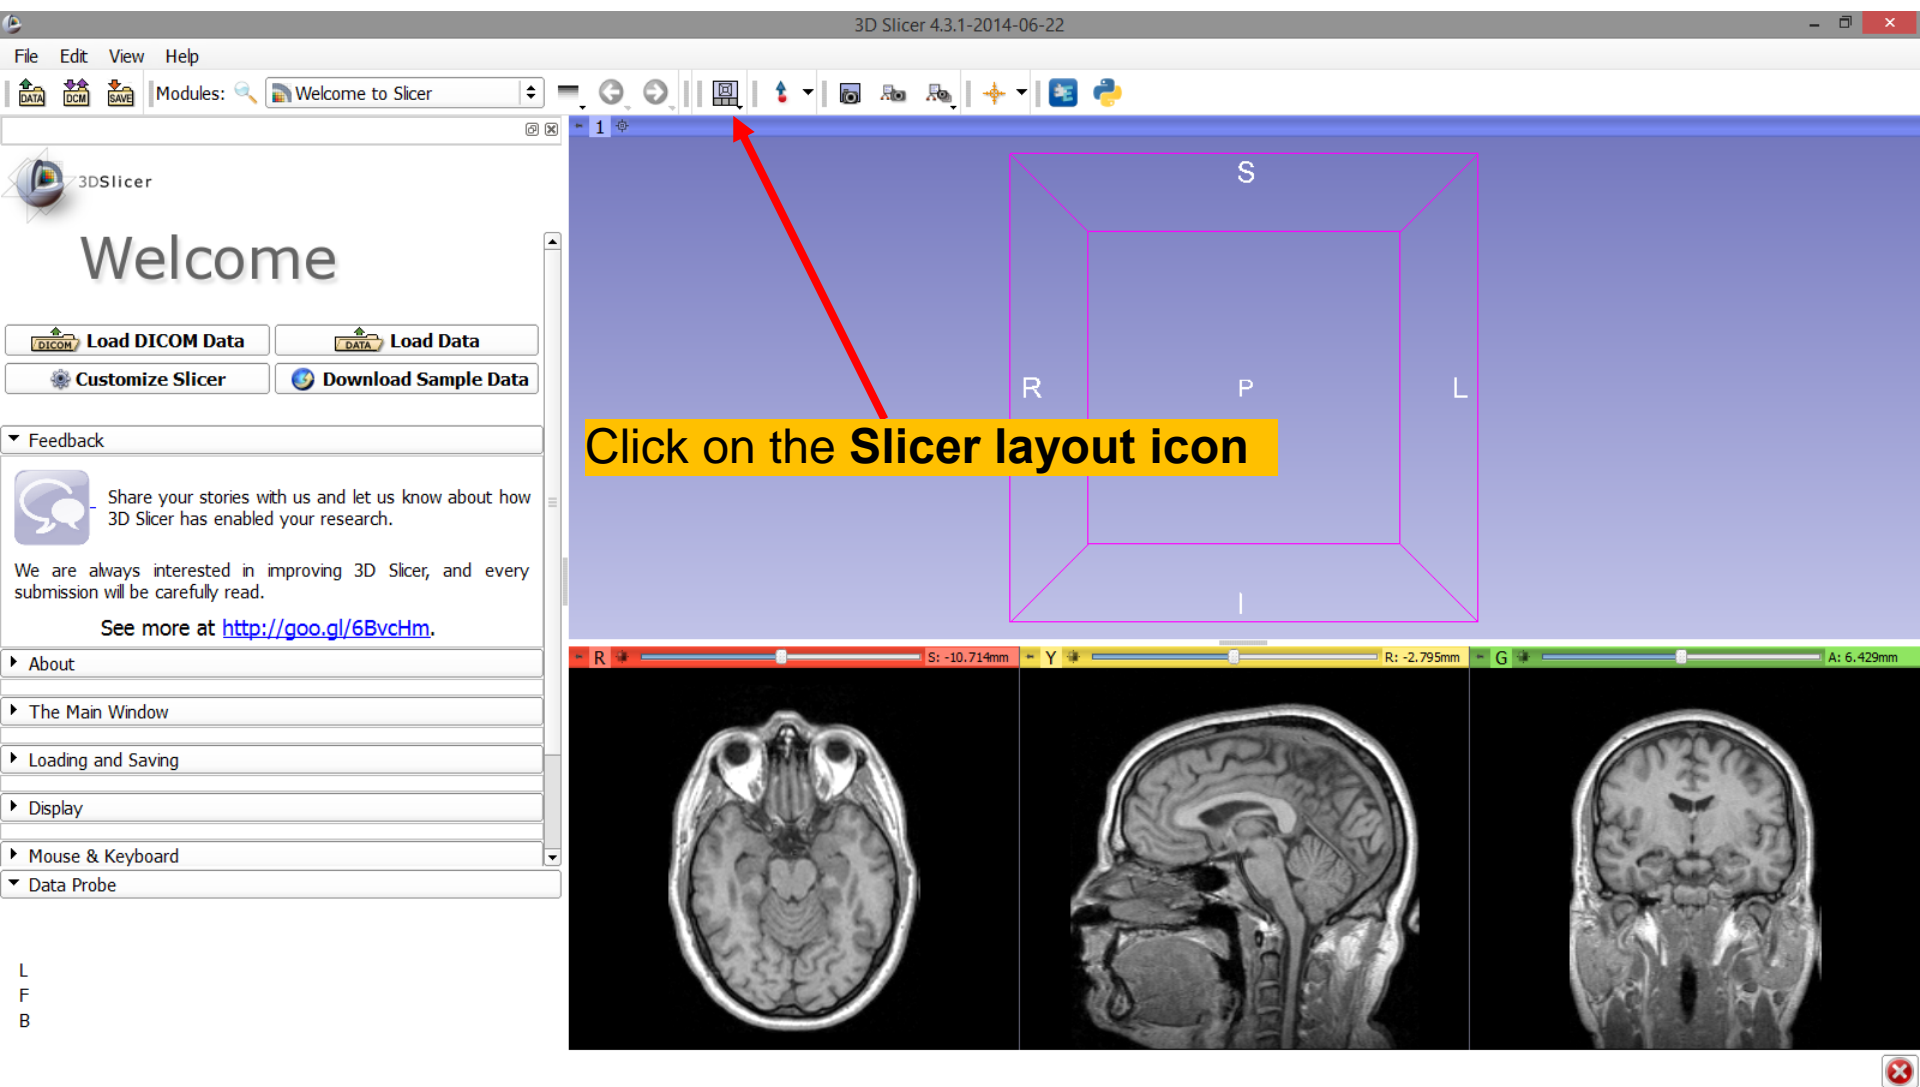 3D Slicer 4.3.1-2014-06-22
File Edit View Help
DATA DCM SAVE Modules: Welcome to Slicer
1
3DSlicer
Welcome
DICOM Load DICOM Data
DATA Load Data
Customize Slicer
Download Sample Data
Feedback
Share your stories with us and let us know about how
3D Slicer has enabled your research.
We are always interested in improving 3D Slicer, and every
submission will be carefully read.
See more at http://goo.gl/6BvcHm.
About
The Main Window
Loading and Saving
Display
Mouse & Keyboard
Data Probe
L
F
B
S
R P L
Click on the Slicer layout icon
I
R S: -10.714mm
Y R: -2.795mm
G A: 6.429mm